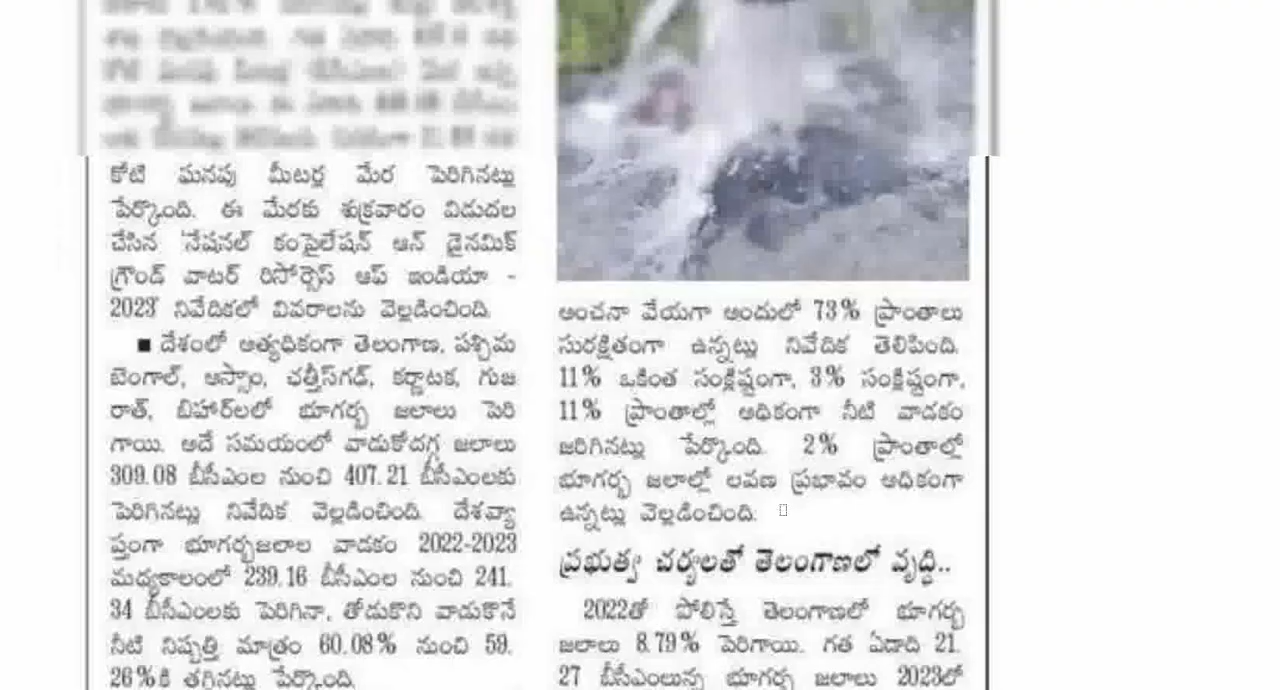 కోటి ఘనపు మీటర్ల మేర పెరిగినట్లు
పేర్కొంది. ఈ మేరకు శుక్రవారం విడుదల
చేసిన 'నేషనల్ కంపైలేషన్ ఆన్ డైనమిక్
గ్రౌండ్ వాటర్ రిసోర్సెస్ ఆప్ ఇండియా -
2023' నివేదికలో వివరాలను వెల్లడించింది.
■ దేశంలో అత్యధికంగా తెలంగాణ, పశ్చిమ
బెంగాల్, అస్సాం, ఛత్తీస్‌గఢ్, కర్ణాటక, గుజ
రాత్, బిహార్‌లలో భూగర్భ జలాలు పెరి
గాయి. అదే సమయంలో వాడుకోదగ్గ జలాలు
309.08 బీసీఎంల నుంచి 407.21 బీసీఎంలకు
పెరిగినట్లు నివేదిక వెల్లడించింది. దేశవ్యా
ప్తంగా భూగర్భజలాల వాడకం 2022-2023
మధ్యకాలంలో 239.16 బీసీఎంల నుంచి 241.
34 బీసీఎంలకు పెరిగినా, తోడుకొని వాడుకొనే
నీటి నిష్పత్తి మాత్రం 60.08% నుంచి 59.
26%కి తగ్గినట్లు పేర్కొంది.
అంచనా వేయగా అందులో 73% ప్రాంతాలు
సురక్షితంగా ఉన్నట్లు నివేదిక తెలిపింది.
11% ఒకింత సంక్లిష్టంగా, 3% సంక్లిష్టంగా,
11% ప్రాంతాల్లో అధికంగా నీటి వాడకం
జరిగినట్లు పేర్కొంది. 2% ప్రాంతాల్లో
భూగర్భ జలాల్లో లవణ ప్రభావం అధికంగా
ఉన్నట్లు వెల్లడించింది.
ప్రభుత్వ చర్యలతో తెలంగాణలో వృద్ధి..
2022తో పోలిస్తే తెలంగాణలో భూగర్భ
జలాలు 8.79% పెరిగాయి. గత ఏడాది 21.
27 బీసీఎంలున్న భూగర్భ జలాలు 2023లో